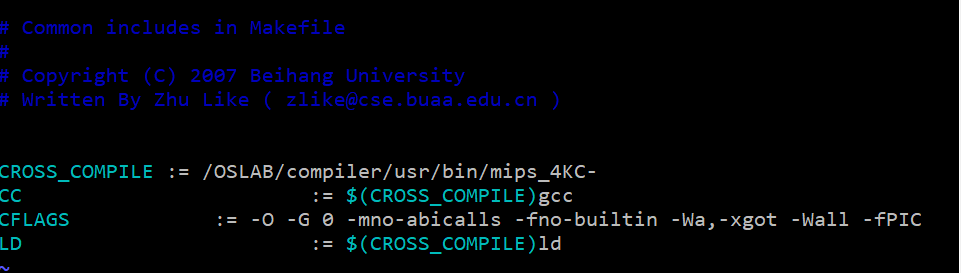 # Common includes in Makefile
#
# Copyright (C) 2007 Beihang University
# Written By Zhu Like ( zlike@cse.buaa.edu.cn )
CROSS_COMPILE := /OSLAB/compiler/usr/bin/mips_4KC-
CC := $(CROSS_COMPILE)gcc
CFLAGS := -O -G 0 -mno-abicalls -fno-builtin -Wa,-xgot -Wall -fPIC
LD := $(CROSS_COMPILE)ld
~